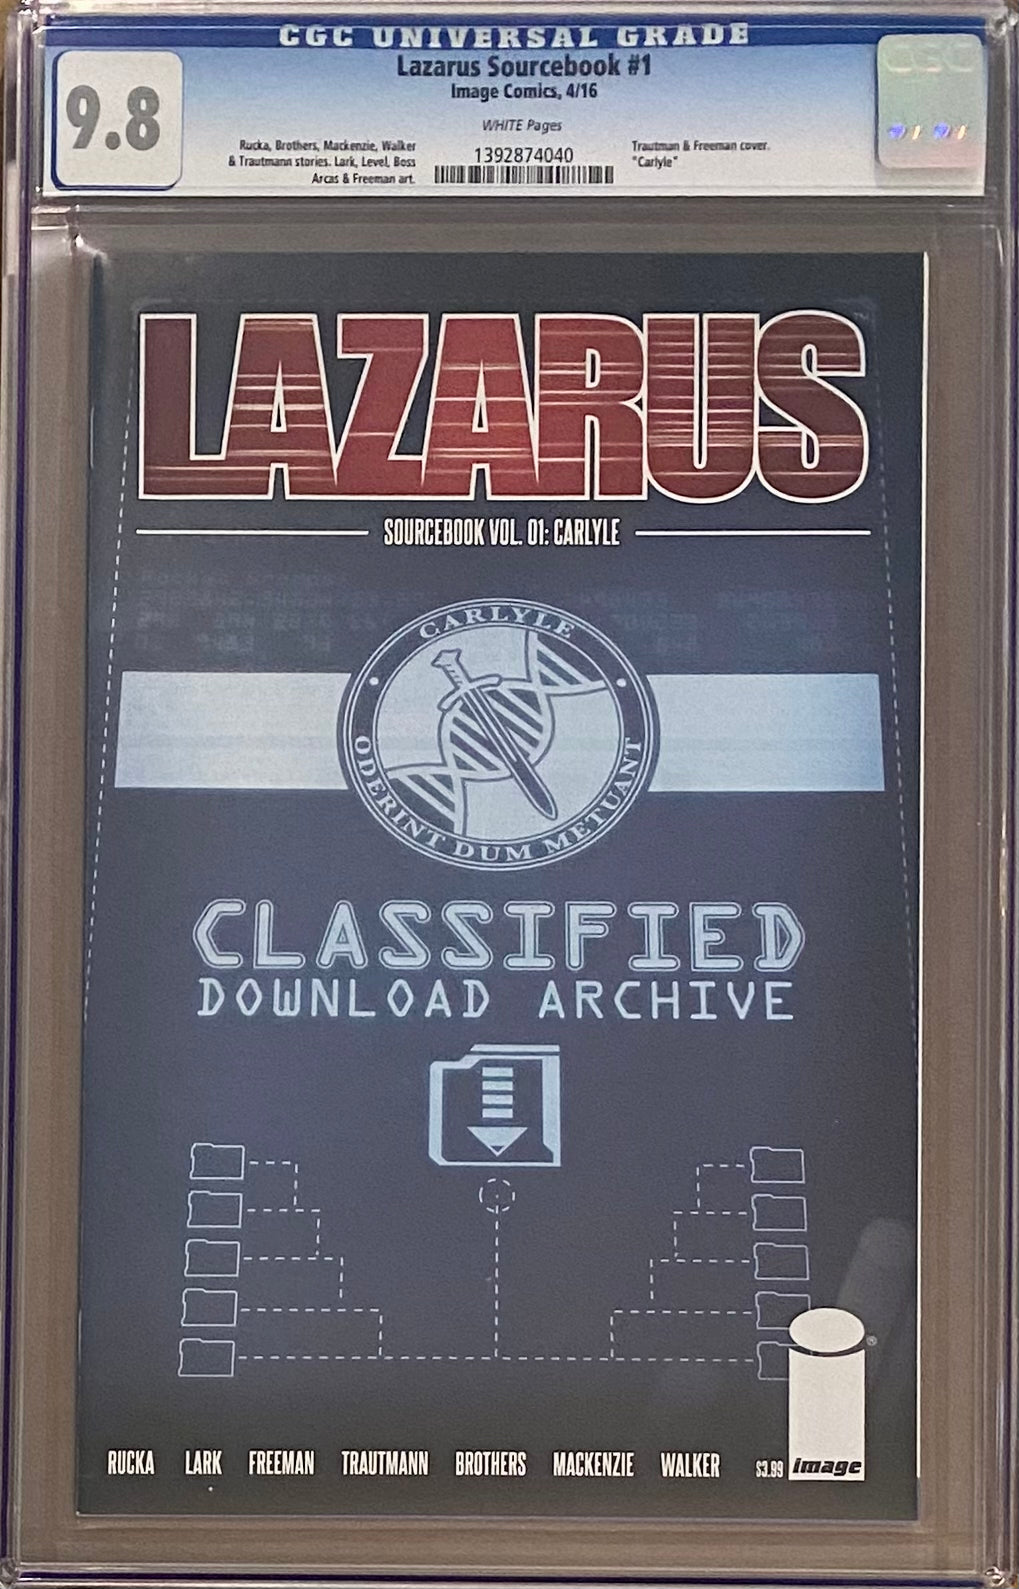 CGC UNIVERSAL GRADE
9.8
Lazarus Sourcebook #1
Image Comics, 4/16
WHITE Pages
Rucka, Brothers, Mackenzie, Walker
& Trautmann stories. Lark, Level, Boss
Arcas & Freeman art.
1392874040
Trautman & Freeman cover.
"Carlyle"
CGC
LAZARUS
SOURCEBOOK VOL. 01: CARLYLE
CARLYLE
ODERINT DUM METUANT
CLASSIFIED
DOWNLOAD ARCHIVE
RUCKA LARK FREEMAN TRAUTMANN BROTHERS MACKENZIE WALKER $3.99 image
®